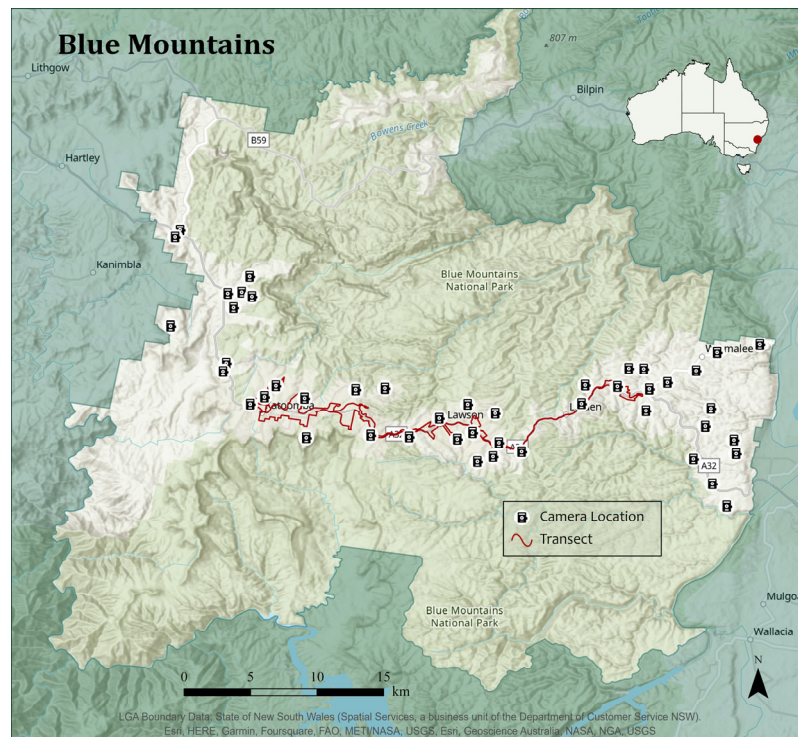 Blue Mountains
807 m
Lithgow
Bilpin
B59
Bowens Creek
Hartley
Kanimbla
Blue Mountains
National Park
Lawson
A32
Camera Location
Transect
Blue Mountains
National Park
Mulgoa
Wallacia
N
0 5 10 15
km
LGA Boundary Data: State of New South Wales (Spatial Services, a business unit of the Department of Customer Service NSW).
Esri, HERE, Garmin, Foursquare, FAO, METI/NASA, USGS, Esri, Geoscience Australia, NASA, NGA, USGS